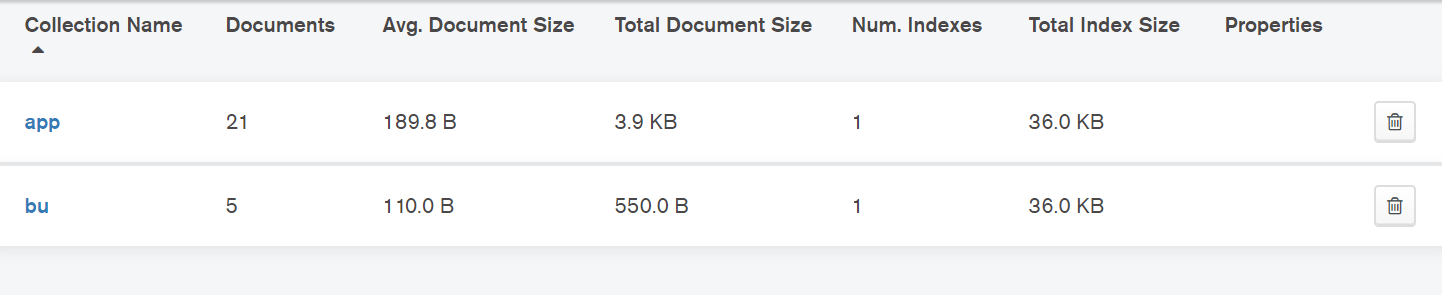 Collection Name Documents Avg. Document Size Total Document Size Num. Indexes Total Index Size Properties
app 21 189.8 B 3.9 KB 1 36.0 KB
bu 5 110.0 B 550.0 B 1 36.0 KB